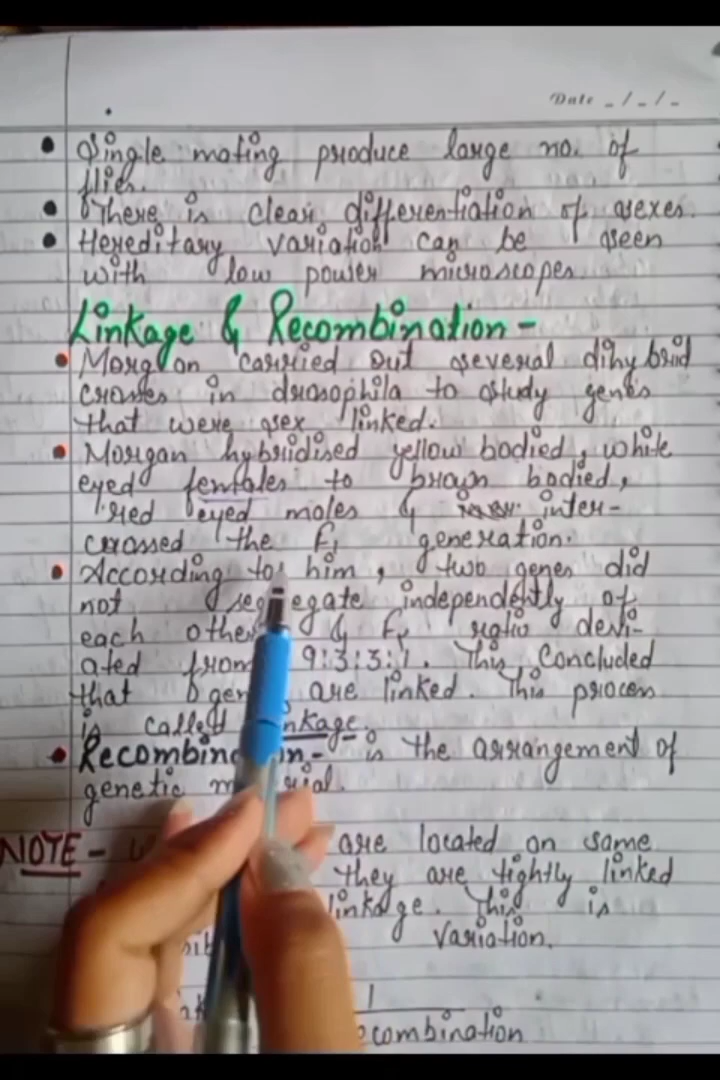 Date _/_/_
• Single mating produce large no. of
flies.
• There is clear differentiation of sexes.
• Hereditary variation can be seen
with low power microscopes.
Linkage & Recombination -
• Morgan carried out several dihybrid
crosses in drosophila to study genes
that were sex linked.
• Morgan hybridised yellow bodied, white
eyed females to brown bodied,
red eyed males & inter-
crossed the F1 generation.
• According to him, two genes did
not segregate independently of
each other & F2 ratio devi-
ated from 9:3:3:1. This concluded
that are linked. This process
is called
• is the arrangement of
genetic
NOTE - are located on same
they are tightly linked
linkage. This is
variation.
1